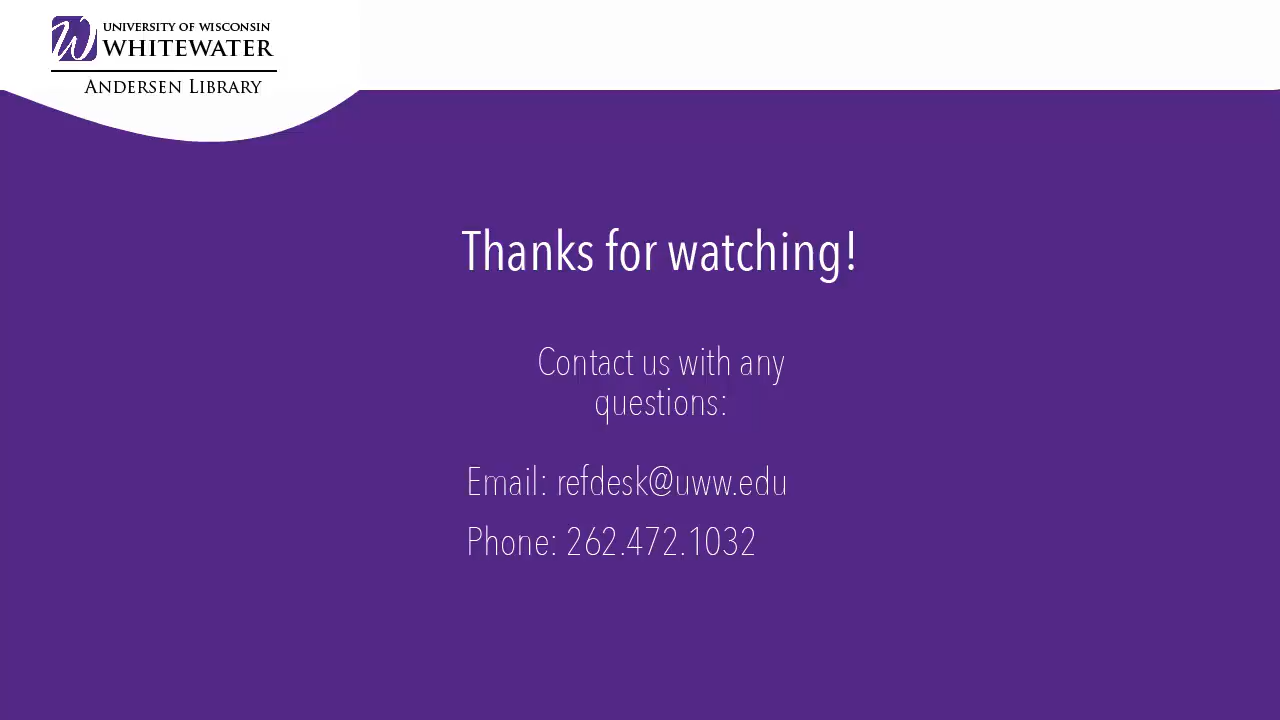 UNIVERSITY OF WISCONSIN
WHITEWATER
ANDERSEN LIBRARY
Thanks for watching!
Contact us with any
questions:
Email: refdesk@uww.edu
Phone: 262.472.1032